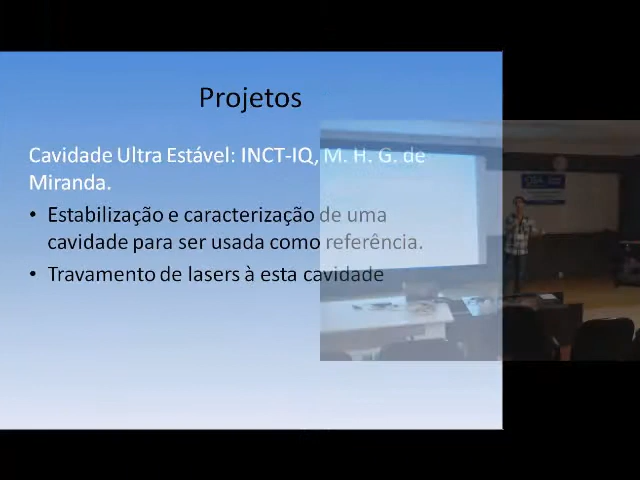 Projetos
Cavidade Ultra Estável: INCT-IQ, M. H. G. de
Miranda.
• Estabilização e caracterização de uma
cavidade para ser usada como referência.
• Travamento de lasers à esta cavidade